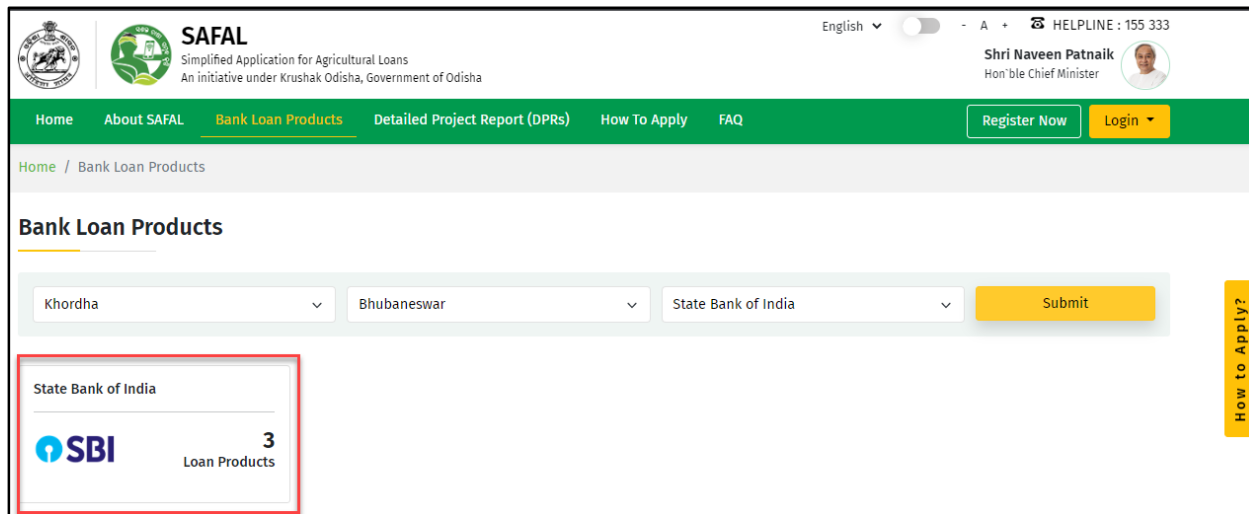 English
- A +
HELPLINE : 155 333
SAFAL
Simplified Application for Agricultural Loans
An initiative under Krushak Odisha, Government of Odisha
Shri Naveen Patnaik
Hon`ble Chief Minister
Home About SAFAL Bank Loan Products Detailed Project Report (DPRs) How To Apply FAQ Register Now Login
Home / Bank Loan Products
Bank Loan Products
Khordha Bhubaneswar State Bank of India Submit
How to Apply?
State Bank of India
SBI
3
Loan Products